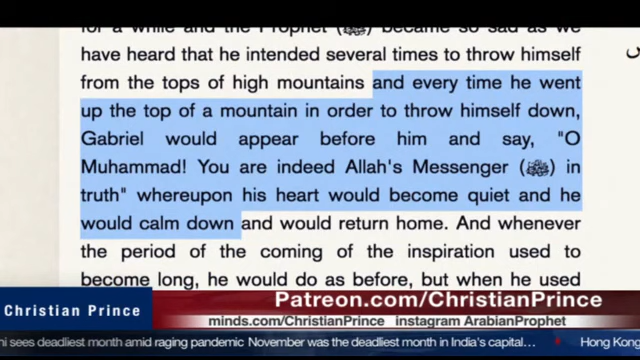 for a while and the Prophet (ﷺ) became so sad as we
have heard that he intended several times to throw himself
from the tops of high mountains and every time he went
up the top of a mountain in order to throw himself down,
Gabriel would appear before him and say, "O
Muhammad! You are indeed Allah's Messenger (ﷺ) in
truth" whereupon his heart would become quiet and he
would calm down and would return home. And whenever
the period of the coming of the inspiration used to
become long, he would do as before, but when he used
Christian Prince
Patreon.com/ChristianPrince
minds.com/ChristianPrince instagram ArabianProphet
hi sees deadliest month amid raging pandemic November was the deadliest month in India's capital... Hong Kong